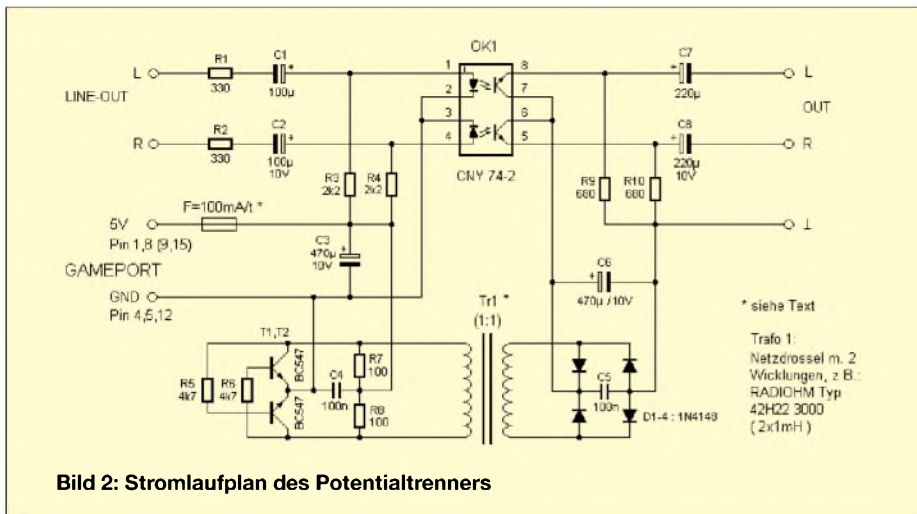 OK1
L
R1
330
C1
+
100µ
1
2
3
4
8
7
6
5
CNY 74-2
C7
+
220µ
L
LINE-OUT
OUT
R
R2
330
C2
+
100µ
10V
R3
2k2
R4
2k2
R9
680
R10
680
C8
+
220µ
10V
R
5V
F=100mA/t *
⊥
Pin 1,8 (9,15)
GAMEPORT
C3
+
470µ
10V
C6
+
470µ/10V
GND
Pin 4,5,12
Tr1 *
(1:1)
* siehe Text
T1,T2
BC547
BC547
R5
4k7
R6
4k7
C4
100n
R7
100
R8
100
C5
100n
D1-4 : 1N4148
Trafo 1:
Netzdrossel m. 2
Wicklungen, z.B.:
RADIOHM Typ
42H22 3000
( 2x1mH )
Bild 2: Stromlaufplan des Potentialtrenners